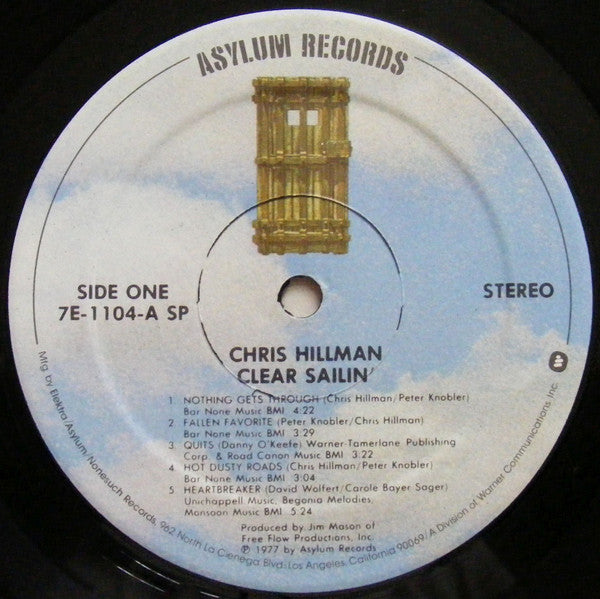 ASYLUM RECORDS
SIDE ONE
7E-1104-A SP
STEREO
CHRIS HILLMAN
CLEAR SAILIN'
1 NOTHING GETS THROUGH (Chris Hillman/Peter Knobler)
Bar None Music BMI 4:22
2 FALLEN FAVORITE (Peter Knobler/Chris Hillman)
Bar None Music BMI 3:29
3 QUITS (Danny O'Keefe) Warner-Tamerlane Publishing
Corp. & Road Canon Music BMI 3:22
4 HOT DUSTY ROADS (Chris Hillman/Peter Knobler)
Bar None Music BMI 3:04
5 HEARTBREAKER (David Wolfert/Carole Bayer Sager)
Unichappell Music, Begonia Melodies,
Monsoon Music BMI 5:24
Produced by Jim Mason of
Free Flow Productions, Inc.
℗ 1977 by Asylum Records
Mfg. by Elektra/Asylum/Nonesuch Records, 962 North La Cienega Blvd., Los Angeles, California 90069/A Division of Warner Communications Inc.